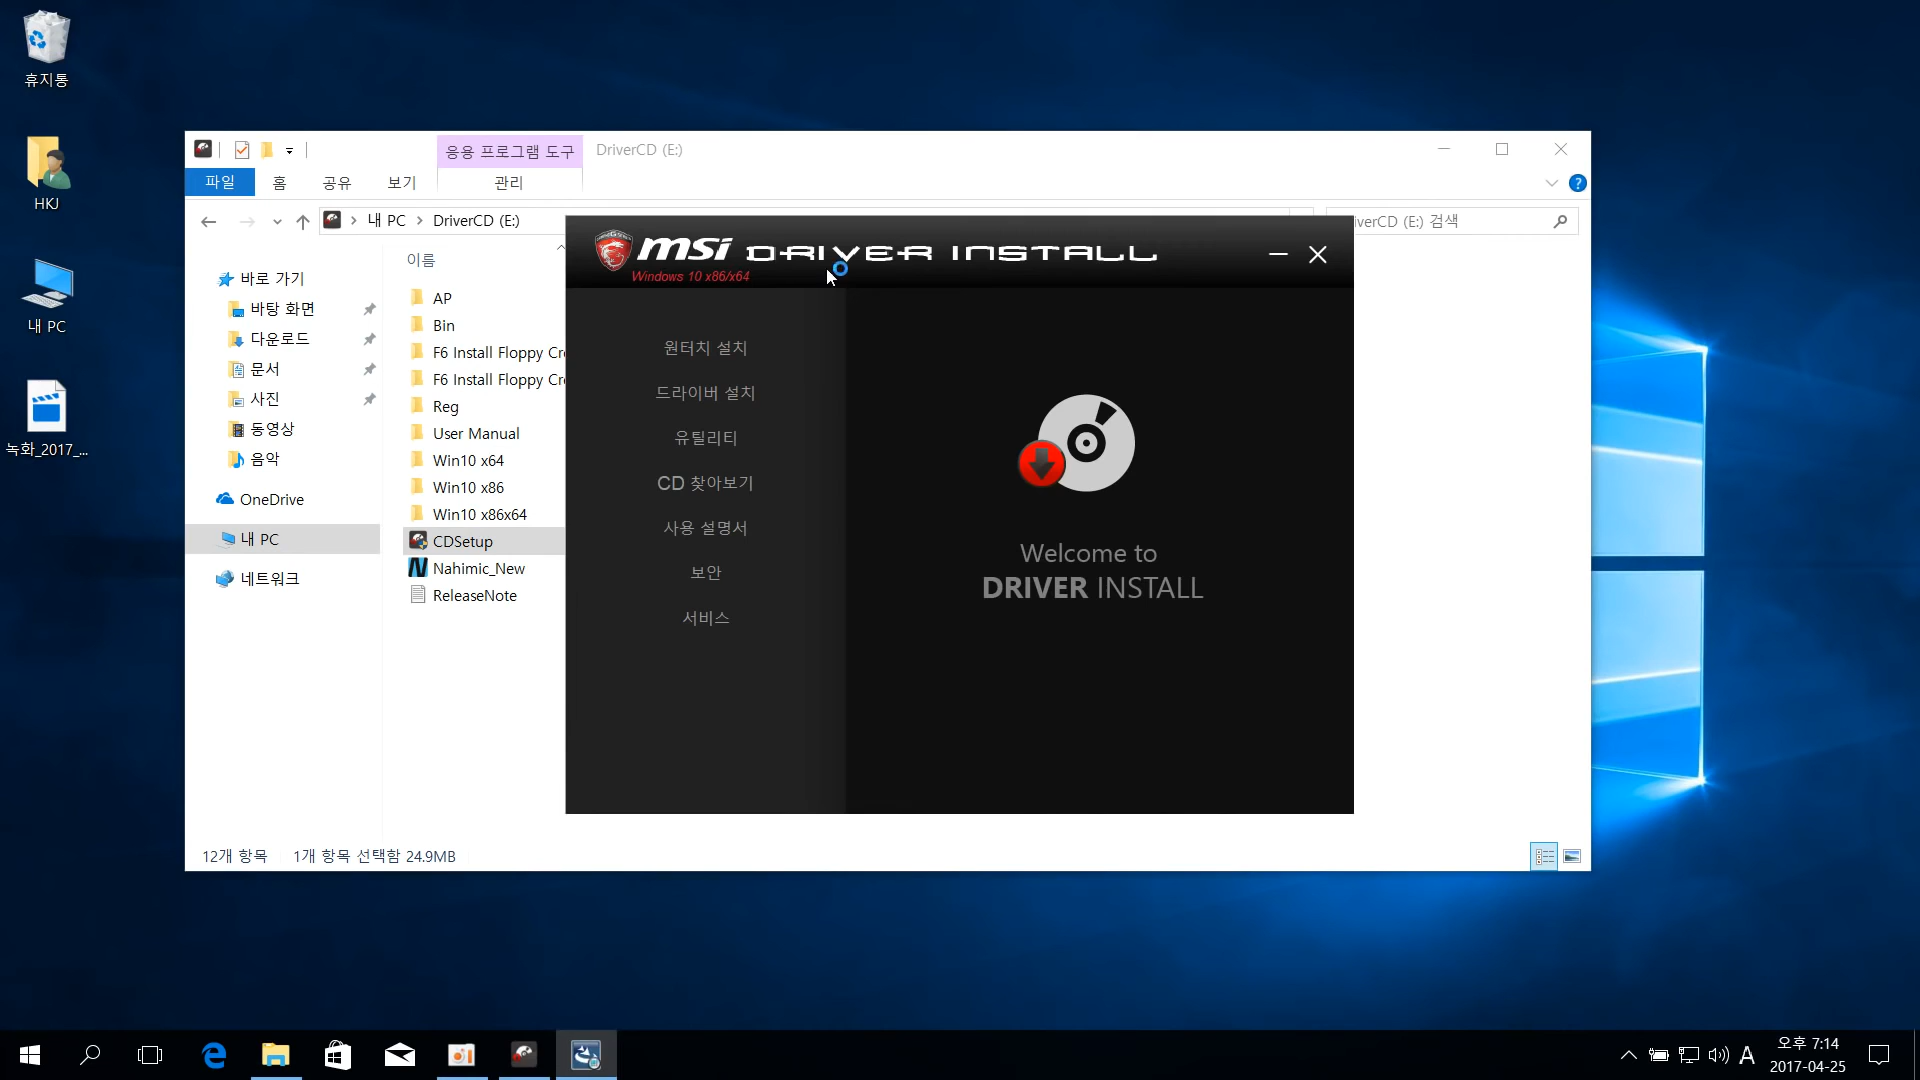 휴지통
HKJ
내 PC
녹화_2017_...
응용 프로그램 도구
DriverCD (E:)
파일
홈
공유
보기
관리
내 PC > DriverCD (E:)
DriverCD (E:) 검색
이름
바로 가기
바탕 화면
다운로드
문서
사진
동영상
음악
OneDrive
내 PC
네트워크
AP
Bin
F6 Install Floppy Cr
F6 Install Floppy Cr
Reg
User Manual
Win10 x64
Win10 x86
Win10 x86x64
CDSetup
Nahimic_New
ReleaseNote
msi DRIVER INSTALL
Windows 10 x86/x64
원터치 설치
드라이버 설치
유틸리티
CD 찾아보기
사용 설명서
보안
서비스
Welcome to
DRIVER INSTALL
12개 항목
1개 항목 선택함 24.9MB
A
오후 7:14
2017-04-25